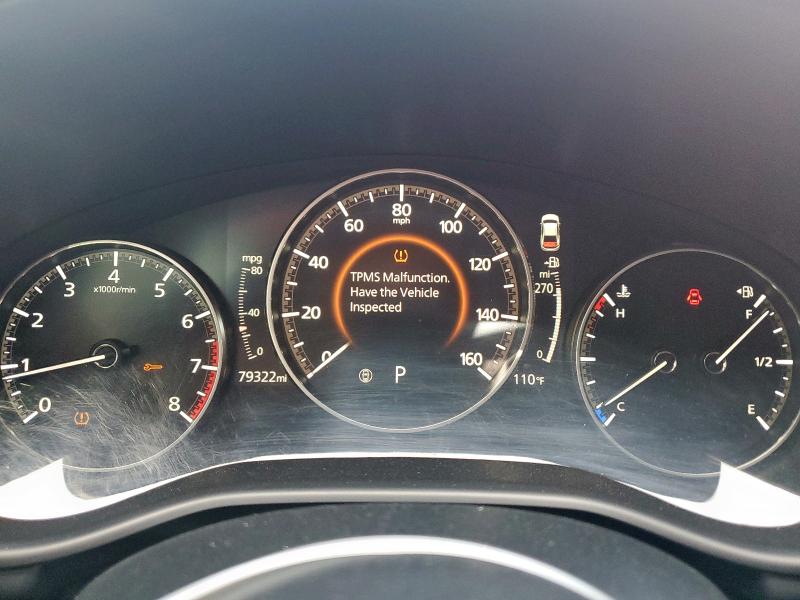 0
1
2
3
4
5
6
7
8
x1000r/min
mpg
80
40
0
79322mi
0
20
40
60
80
mph
100
120
140
160
TPMS Malfunction.
Have the Vehicle
Inspected
P
mi
270
0
110°F
H
C
F
1/2
E